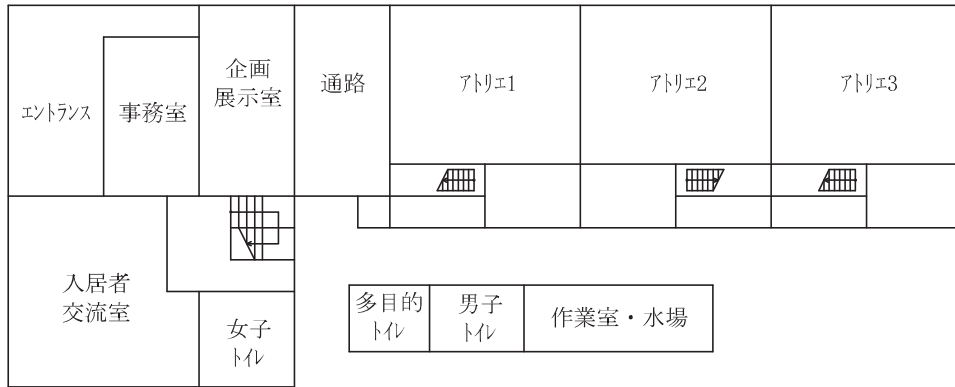 エントランス
事務室
企画
展示室
通路
アトリエ1
アトリエ2
アトリエ3
入居者
交流室
女子
トイレ
多目的
トイレ
男子
トイレ
作業室・水場